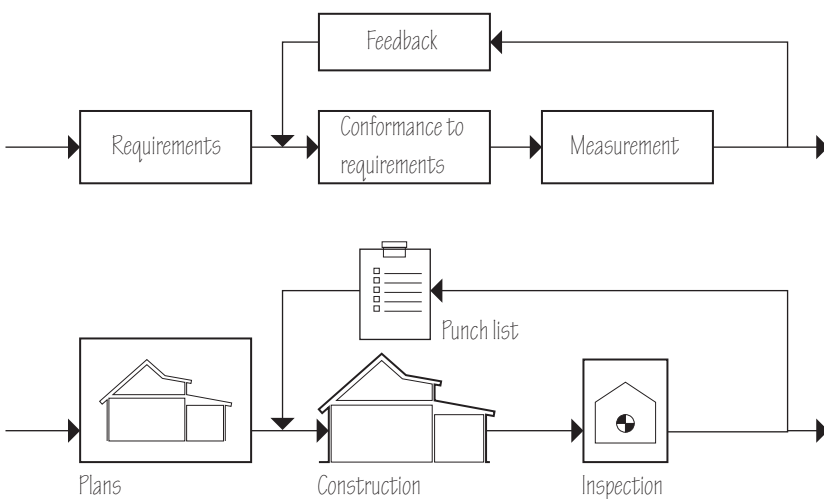 Feedback
Requirements
Conformance to
requirements
Measurement
Punch list
Plans
Construction
Inspection